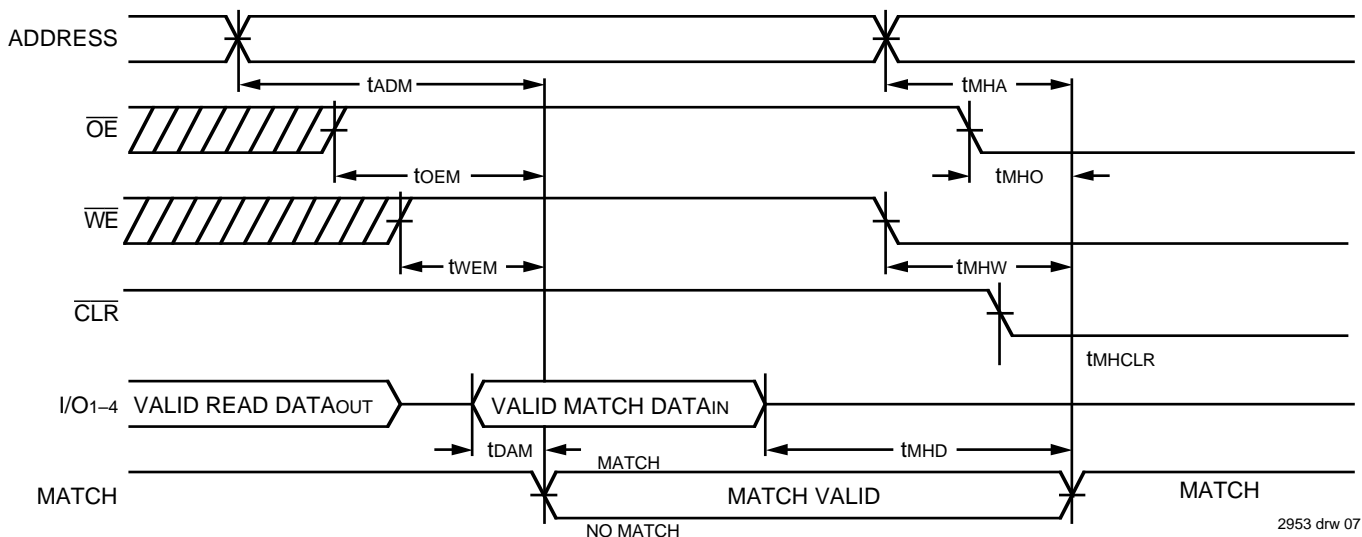 ADDRESS
tADM
tMHA
OE
tOEM
tMHO
WE
tWEM
tMHW
CLR
tMHCLR
I/O1–4
VALID READ DATAOUT
VALID MATCH DATAIN
tDAM
tMHD
MATCH
MATCH
MATCH VALID
MATCH
NO MATCH
2953 drw 07